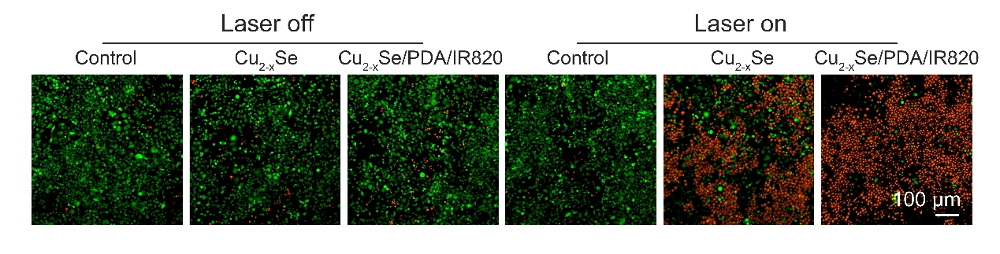 Laser off Laser on
Control Cu2-xSe Cu2-xSe/PDA/IR820 Control Cu2-xSe Cu2-xSe/PDA/IR820
100 μm